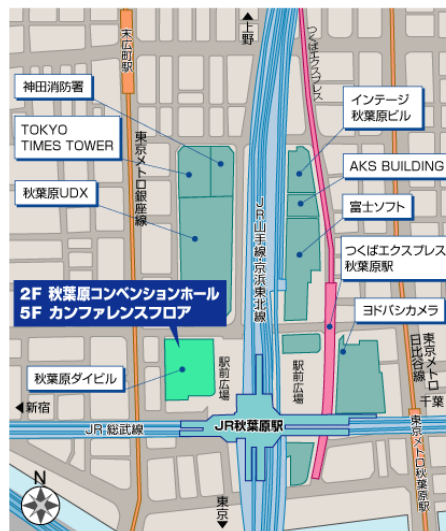 上野
末広町駅
つくばエクスプレス
神田消防署
インテージ
秋葉原ビル
TOKYO
TIMES TOWER
東京メトロ銀座線
AKS BUILDING
秋葉原UDX
JR山手線・京浜東北線
富士ソフト
つくばエクスプレス
秋葉原駅
2F 秋葉原コンベンションホール
5F カンファレンスフロア
ヨドバシカメラ
東京メトロ
日比谷線
駅前広場
駅前広場
秋葉原ダイビル
千葉
新宿
JR 総武線
JR秋葉原駅
東京メトロ秋葉原駅
N
東京